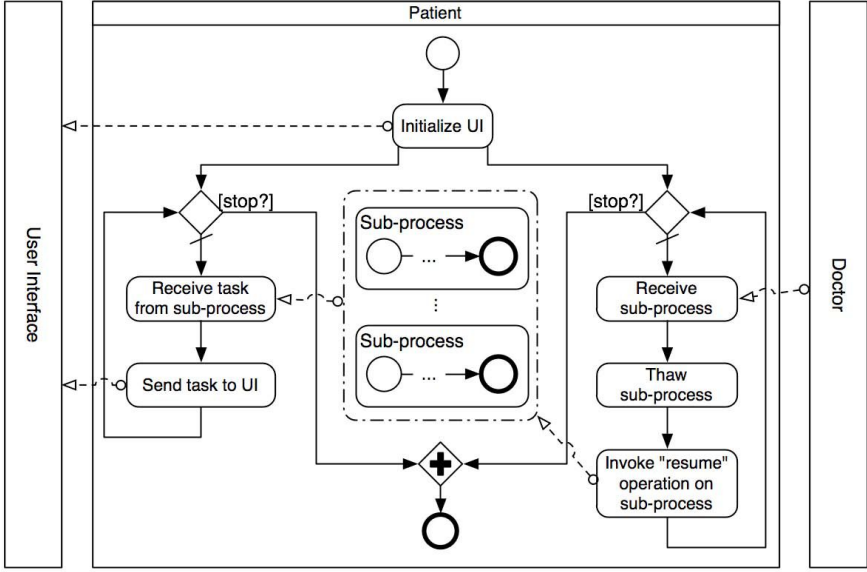 Patient
User Interface
Doctor
Initialize UI
[stop?]
[stop?]
Sub-process
...
Receive task
from sub-process
Receive
sub-process
...
Sub-process
...
Send task to UI
Thaw
sub-process
Invoke "resume"
operation on
sub-process